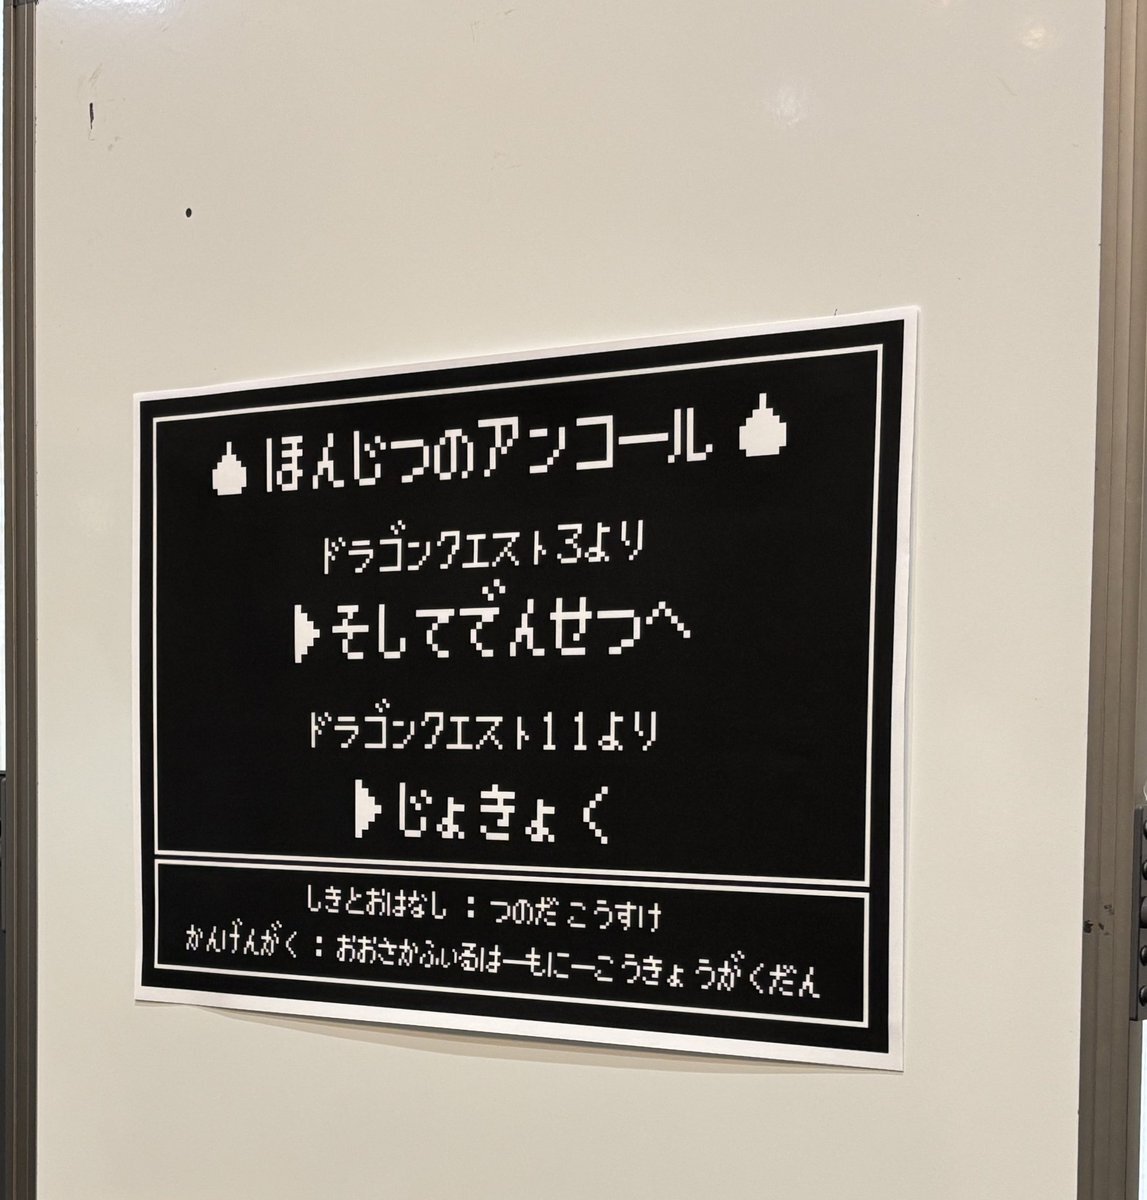 ほんじつのアンコール
ドラゴンクエスト3より
▶そしてでんせつへ
ドラゴンクエスト11より
▶じょきょく
しきとおはなし：つのだ こうすけ
かんげんがく：おおさかふぃるはーもにーこうきょうがくだん